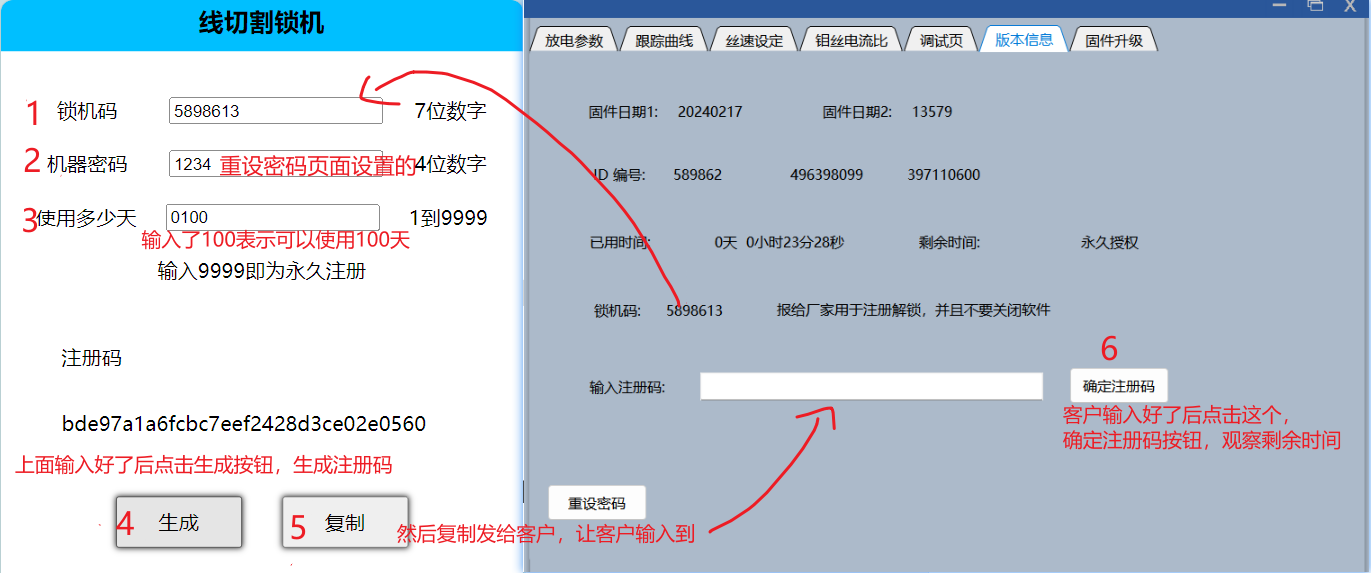 线切割锁机
1 锁机码 5898613 7位数字
2 机器密码 1234 重设密码页面设置的 4位数字
3 使用多少天 0100 1到9999
输入了100表示可以使用100天
输入9999即为永久注册
注册码
bde97a1a6fcbc7eef2428d3ce02e0560
上面输入好了后点击生成按钮，生成注册码
4 生成 5 复制
然后复制发给客户，让客户输入到
放电参数 跟踪曲线 丝速设定 钼丝电流比 调试页 版本信息 固件升级
固件日期1: 20240217 固件日期2: 13579
ID 编号: 589862 496398099 397110600
已用时间: 0天 0小时23分28秒 剩余时间: 永久授权
锁机码: 5898613 报给厂家用于注册解锁，并且不要关闭软件
6
输入注册码: 确定注册码
客户输入好了后点击这个，
确定注册码按钮，观察剩余时间
重设密码